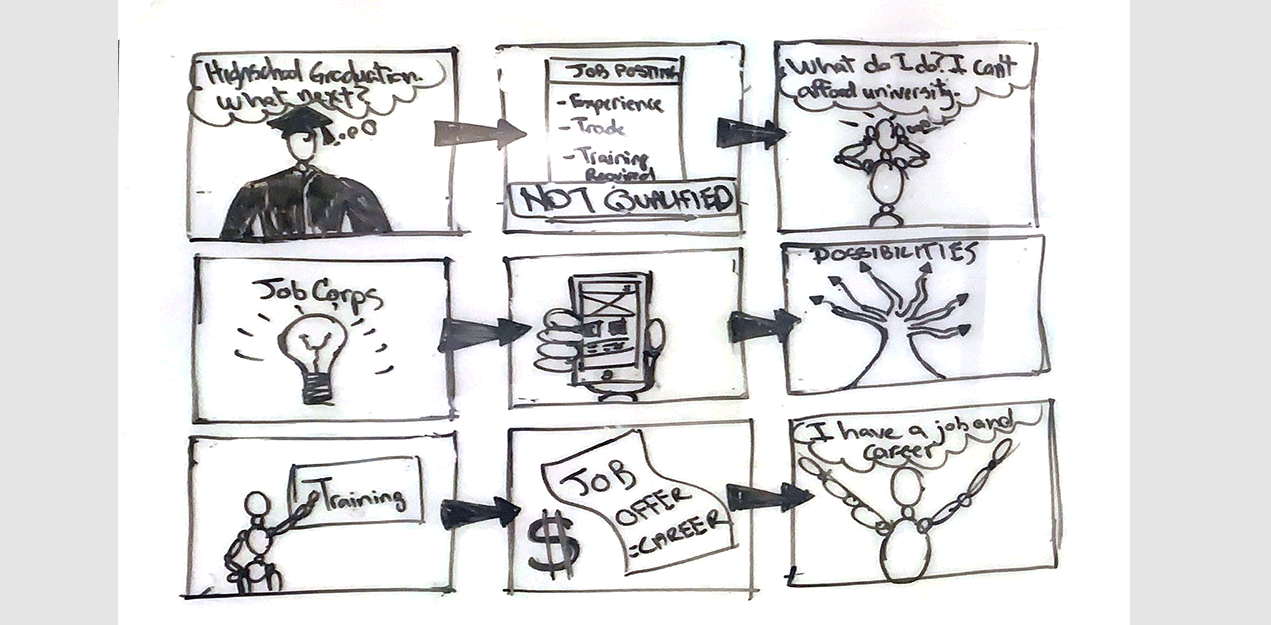 Highschool Graduation.
What next?
JOB POSTING
- Experience
- Trade
- Training
Required
NOT QUALIFIED
What do I do? I can't
afford university.
Job Corps
POSSIBILITIES
Training
JOB
OFFER
=CAREER
$
I have a job and
career